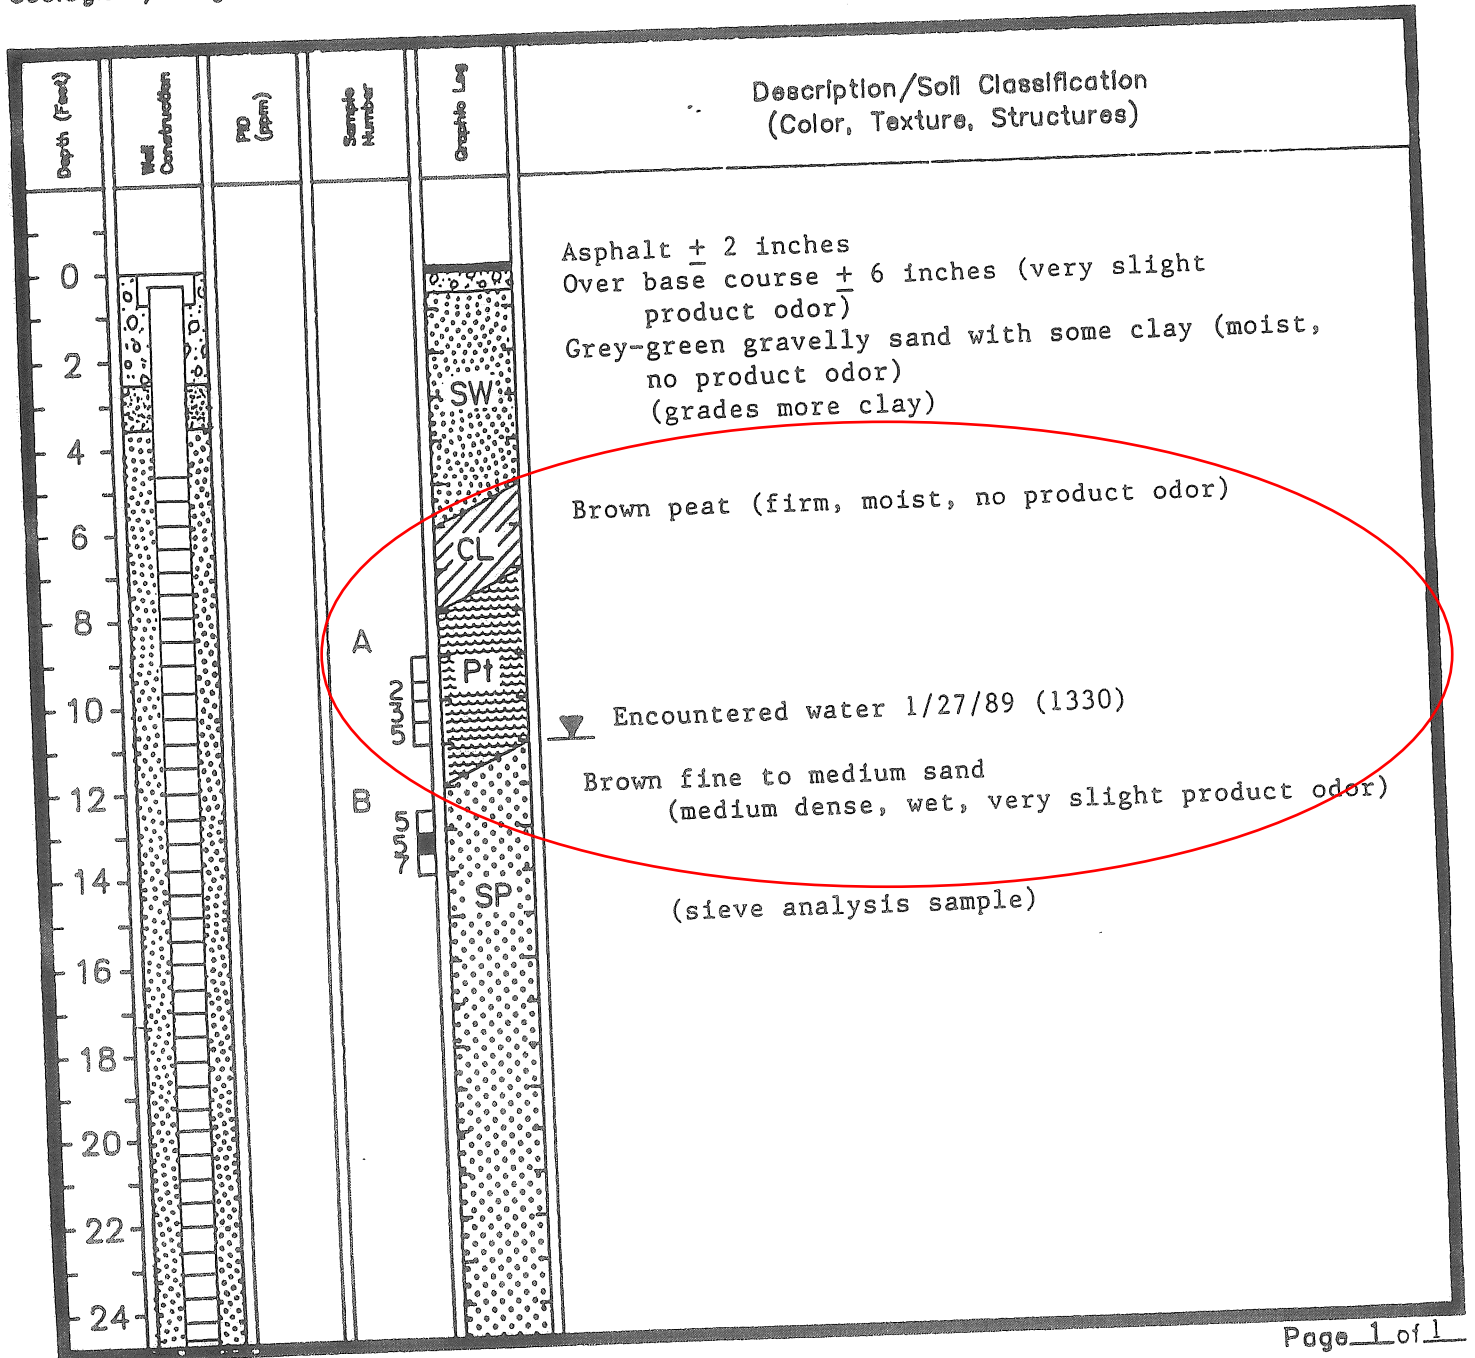 Depth (Feet)
Well
Construction
PID
(ppm)
Sample
Number
Graphic Log
Description/Soil Classification
(Color, Texture, Structures)
Asphalt ± 2 inches
0
Over base course ± 6 inches (very slight
product odor)
Grey-green gravelly sand with some clay (moist,
2
no product odor)
SW
(grades more clay)
4
Brown peat (firm, moist, no product odor)
6
CL
8
A
Pt
2
10
3
Encountered water 1/27/89 (1330)
5
Brown fine to medium sand
12
B
(medium dense, wet, very slight product odor)
5
5
7
14
SP
(sieve analysis sample)
16
18
20
22
24
Page 1 of 1